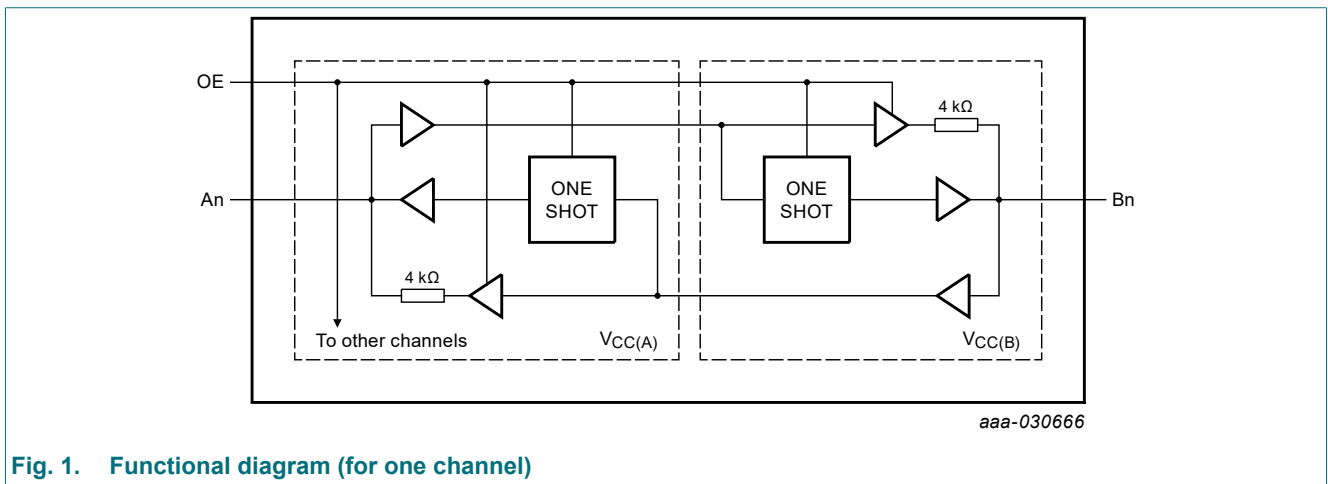 OE
4 kΩ
ONE
SHOT
ONE
SHOT
An
Bn
4 kΩ
To other channels
VCC(A)
VCC(B)
aaa-030666
Fig. 1. Functional diagram (for one channel)